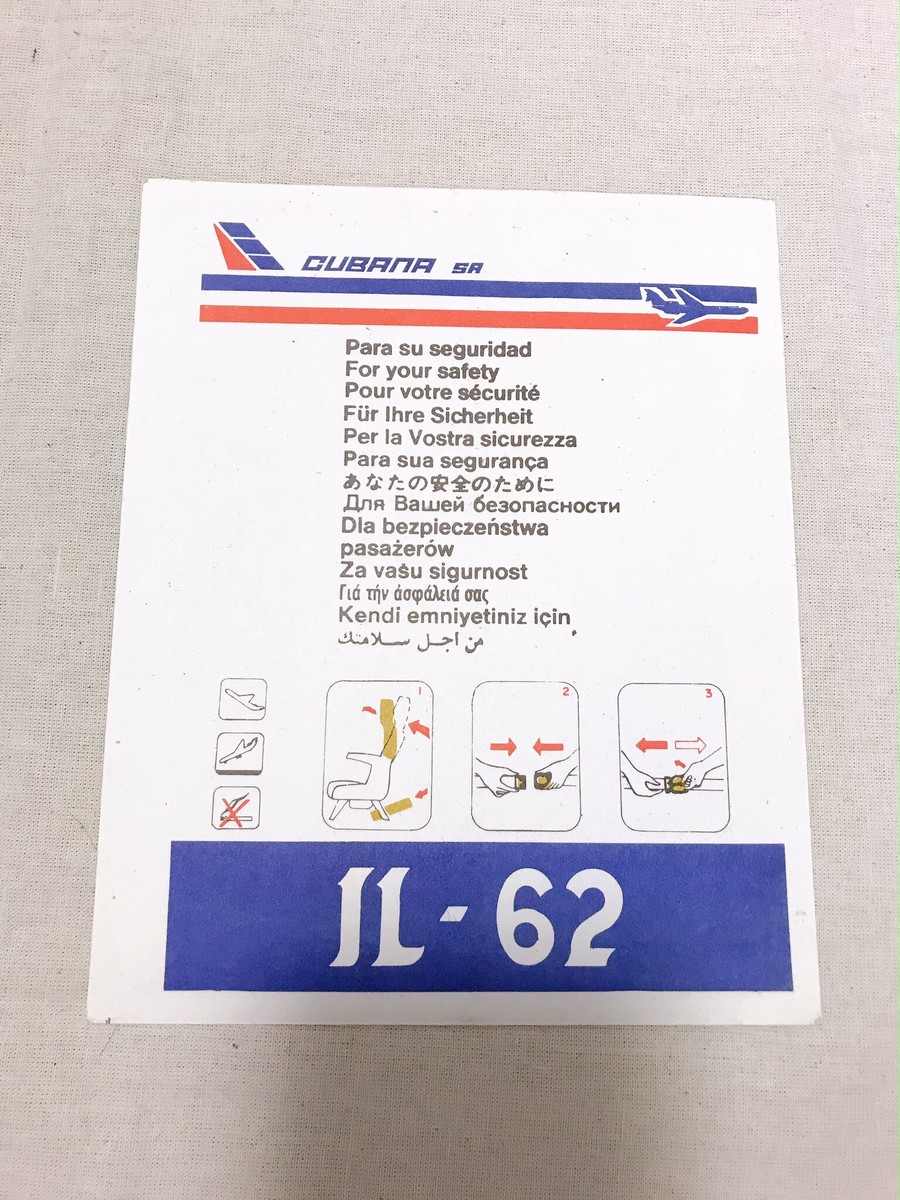 CUBANA SA
Para su seguridad
For your safety
Pour votre sécurité
Für Ihre Sicherheit
Per la Vostra sicurezza
Para sua segurança
あなたの安全のために
Для Вашей безопасности
Dla bezpieczeństwa
pasażerów
Za vašu sigurnost
Γιά τήν ἀσφάλειά σας
Kendi emniyetiniz için
من اجل سلامتك
1 2 3
IL-62